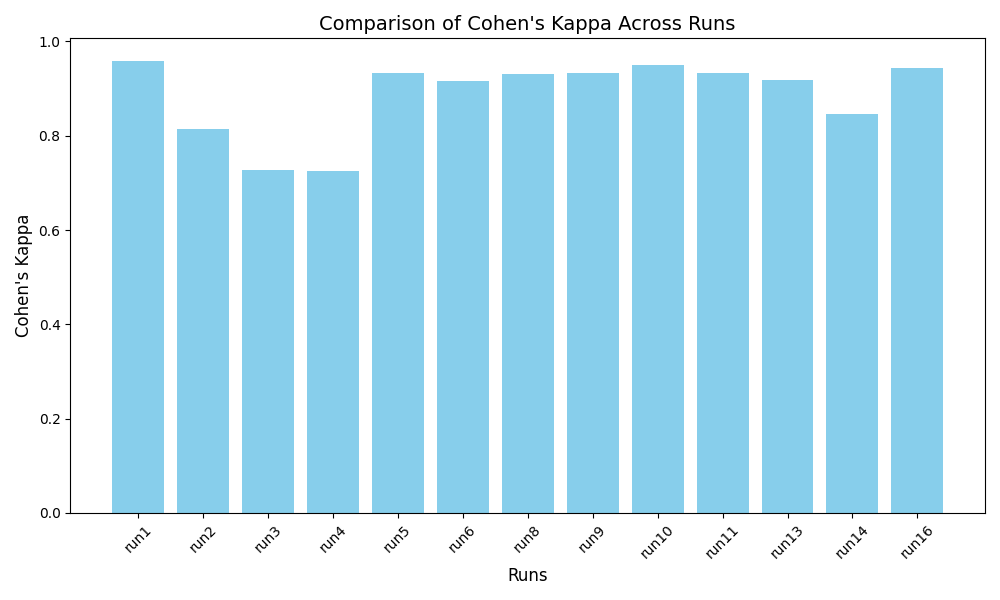 Comparison of Cohen's Kappa Across Runs
1.0
0.8
0.6
0.4
0.2
0.0
Cohen's Kappa
run1 run2 run3 run4 run5 run6 run8 run9 run10 run11 run13 run14 run16
Runs